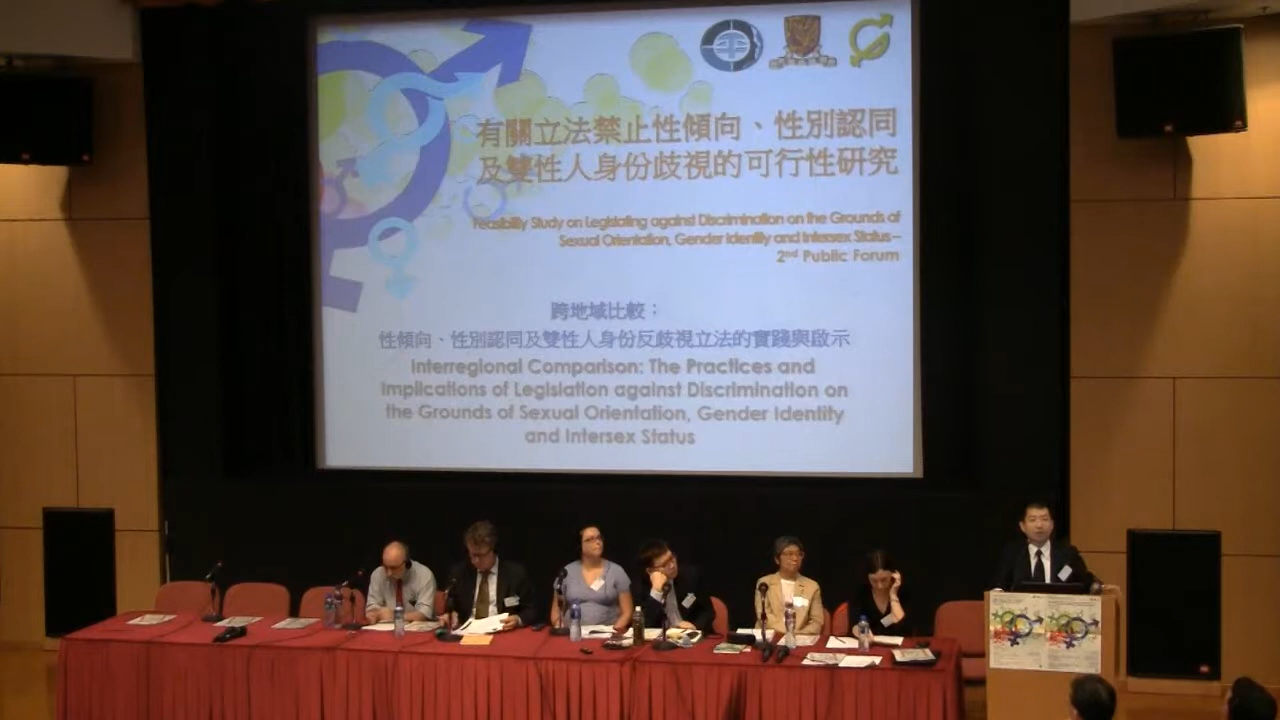 有關立法禁止性傾向、性別認同
及雙性人身份歧視的可行性研究
Feasibility Study on Legislating against Discrimination on the Grounds of
Sexual Orientation, Gender Identity and Intersex Status –
2nd Public Forum
跨地域比較：
性傾向、性別認同及雙性人身份反歧視立法的實踐與啟示
Interregional Comparison: The Practices and
Implications of Legislation against Discrimination on
the Grounds of Sexual Orientation, Gender Identity
and Intersex Status